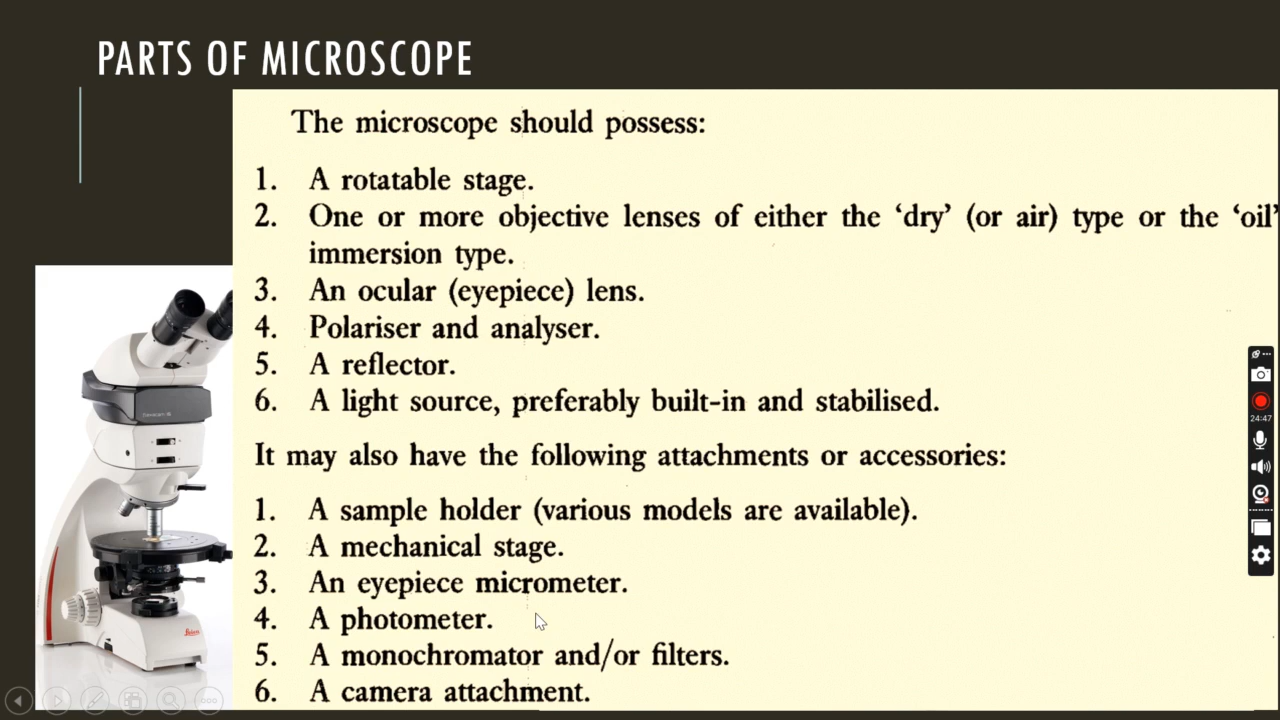 PARTS OF MICROSCOPE
The microscope should possess:
1. A rotatable stage.
2. One or more objective lenses of either the ‘dry’ (or air) type or the ‘oil’
immersion type.
3. An ocular (eyepiece) lens.
4. Polariser and analyser.
5. A reflector.
6. A light source, preferably built-in and stabilised.
It may also have the following attachments or accessories:
1. A sample holder (various models are available).
2. A mechanical stage.
3. An eyepiece micrometer.
4. A photometer.
5. A monochromator and/or filters.
6. A camera attachment.
Leica
24:47